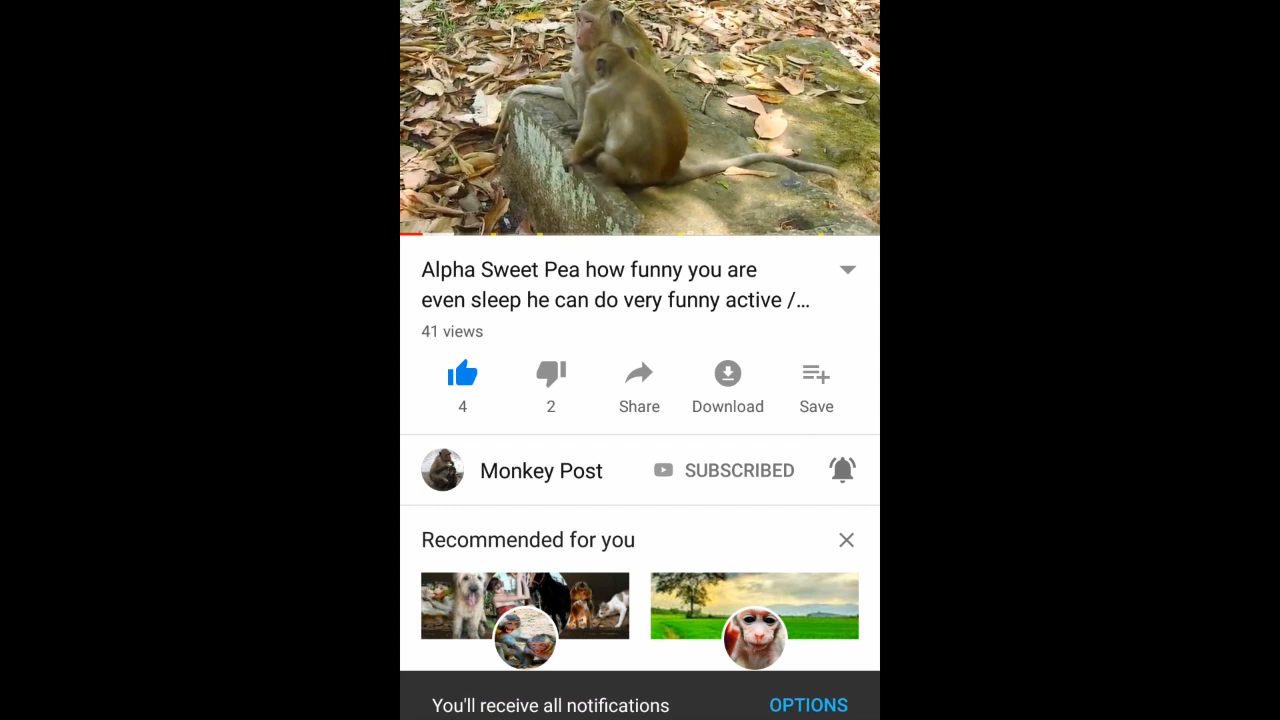 Alpha Sweet Pea how funny you are
even sleep he can do very funny active /...
41 views
4
2
Share
Download
Save
Monkey Post
SUBSCRIBED
Recommended for you
You'll receive all notifications
OPTIONS